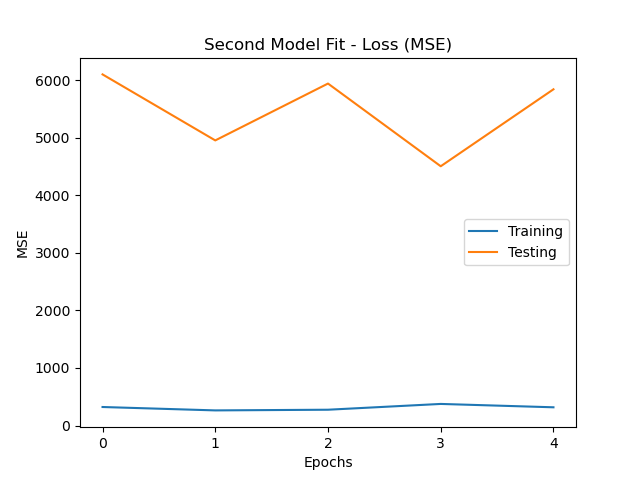 Second Model Fit - Loss (MSE)
6000
5000
4000
3000
2000
1000
0
MSE
Training
Testing
0 1 2 3 4
Epochs